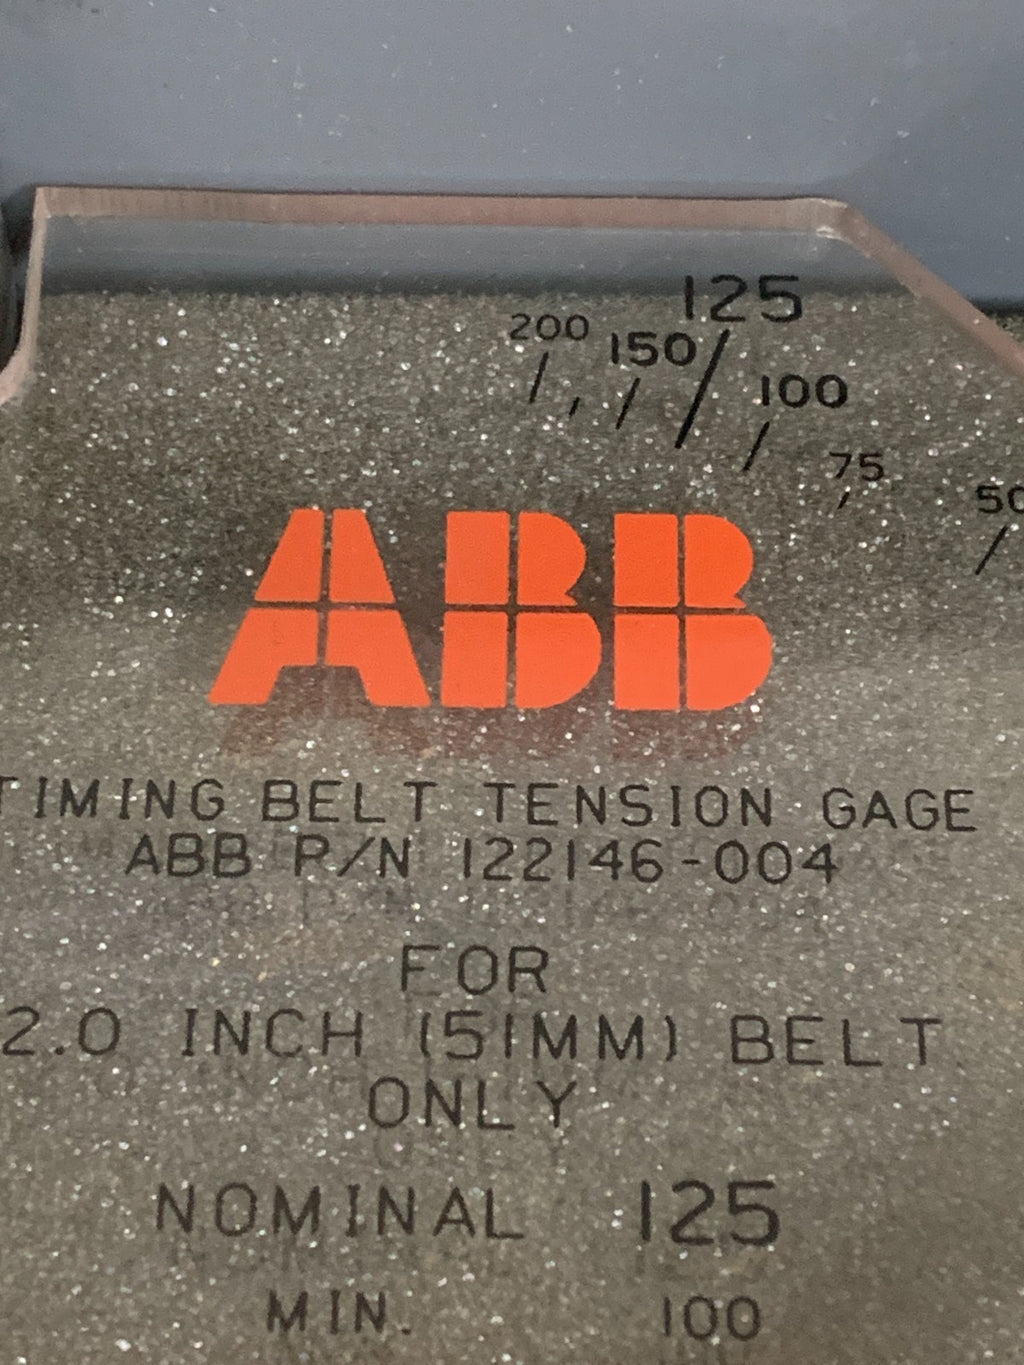 125
200
150
100
75
50
ABB
TIMING BELT TENSION GAGE
ABB P/N 122146-004
FOR
2.0 INCH (51MM) BELT
ONLY
NOMINAL 125
MIN. 100